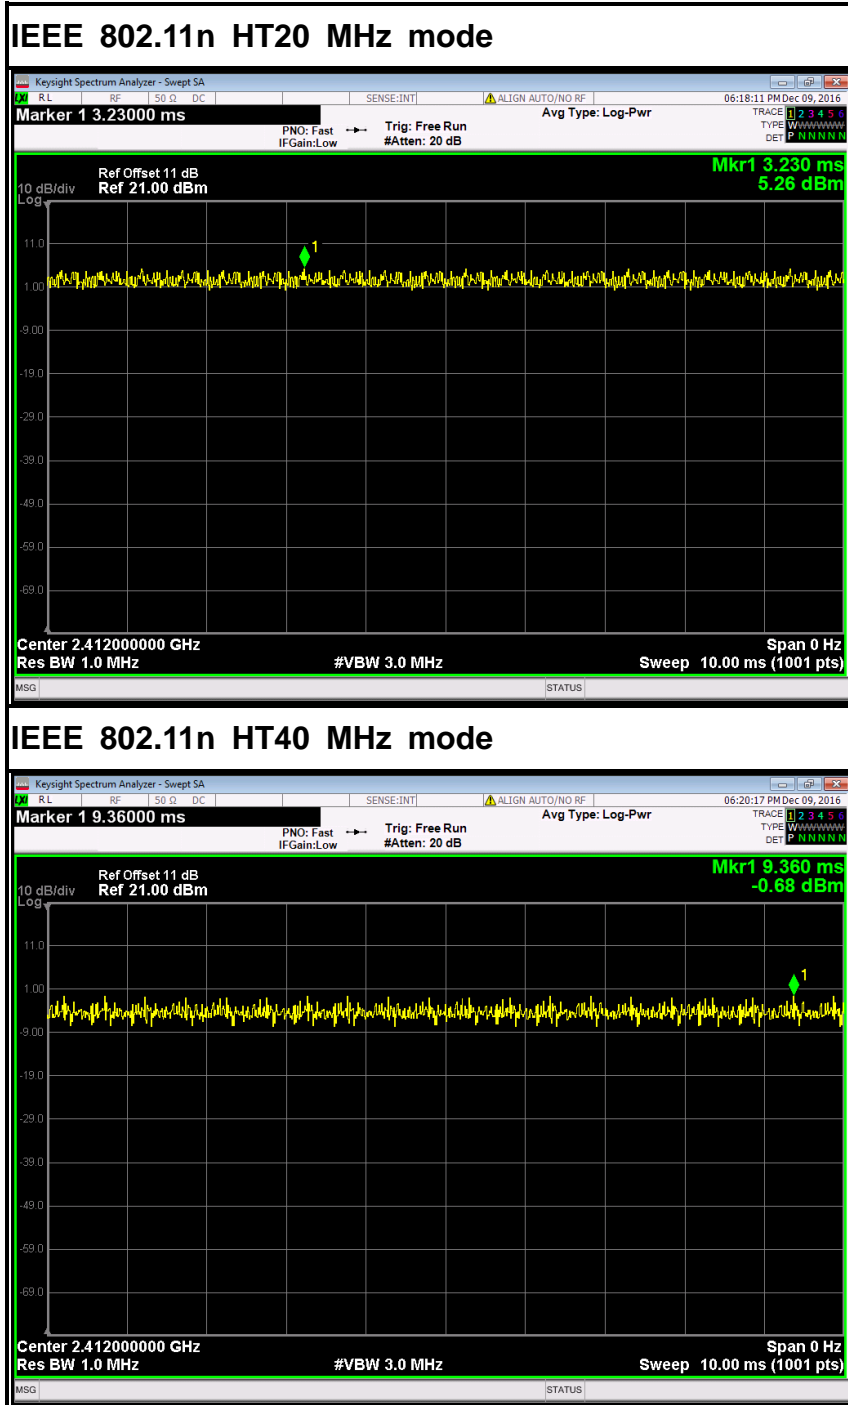 IEEE 802.11n HT20 MHz mode
Keysight Spectrum Analyzer - Swept SA
LXI RL RF 50 Ω DC SENSE:INT ALIGN AUTO/NO RF 06:18:11 PM Dec 09, 2016
Marker 1 3.23000 ms
Avg Type: Log-Pwr
TRACE 1 2 3 4 5 6
PNO: Fast Trig: Free Run
TYPE WWWWWW
IFGain:Low #Atten: 20 dB
DET P N N N N N
Mkr1 3.230 ms
5.26 dBm
Ref Offset 11 dB
10 dB/div Ref 21.00 dBm
Log
1
11.0
1.00
-9.00
-19.0
-29.0
-39.0
-49.0
-59.0
-69.0
Center 2.412000000 GHz Span 0 Hz
Res BW 1.0 MHz #VBW 3.0 MHz Sweep 10.00 ms (1001 pts)
MSG STATUS
IEEE 802.11n HT40 MHz mode
Keysight Spectrum Analyzer - Swept SA
LXI RL RF 50 Ω DC SENSE:INT ALIGN AUTO/NO RF 06:20:17 PM Dec 09, 2016
Marker 1 9.36000 ms
Avg Type: Log-Pwr
TRACE 1 2 3 4 5 6
PNO: Fast Trig: Free Run
TYPE WWWWWW
IFGain:Low #Atten: 20 dB
DET P N N N N N
Mkr1 9.360 ms
-0.68 dBm
Ref Offset 11 dB
10 dB/div Ref 21.00 dBm
Log
11.0
1
1.00
-9.00
-19.0
-29.0
-39.0
-49.0
-59.0
-69.0
Center 2.412000000 GHz Span 0 Hz
Res BW 1.0 MHz #VBW 3.0 MHz Sweep 10.00 ms (1001 pts)
MSG STATUS